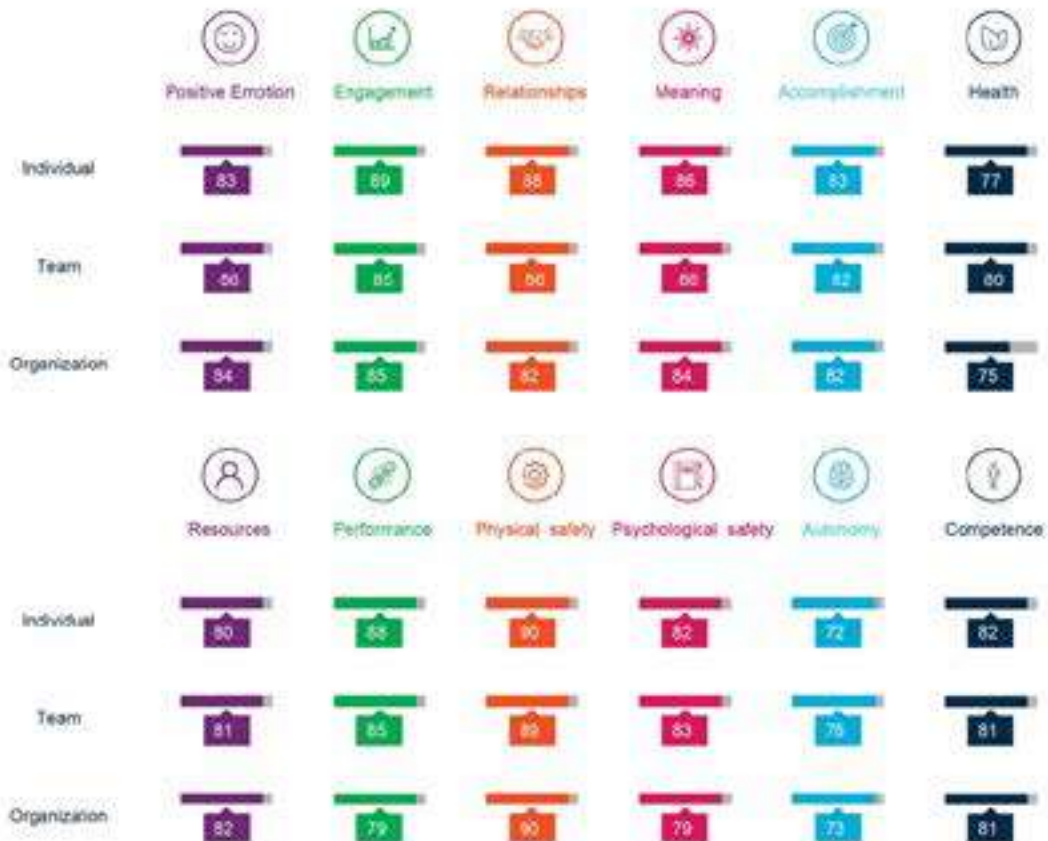 Positive Emotion Engagement Relationships Meaning Accomplishment Health
Individual 83 89 88 86 83 77
Team 85 82 80
Organization 84 85 82 84 82 75
Resources Performance Physical safety Psychological safety Autonomy Competence
Individual 80 88 90 82 72 82
Team 81 85 89 83 81
Organization 82 79 90 79 73 81